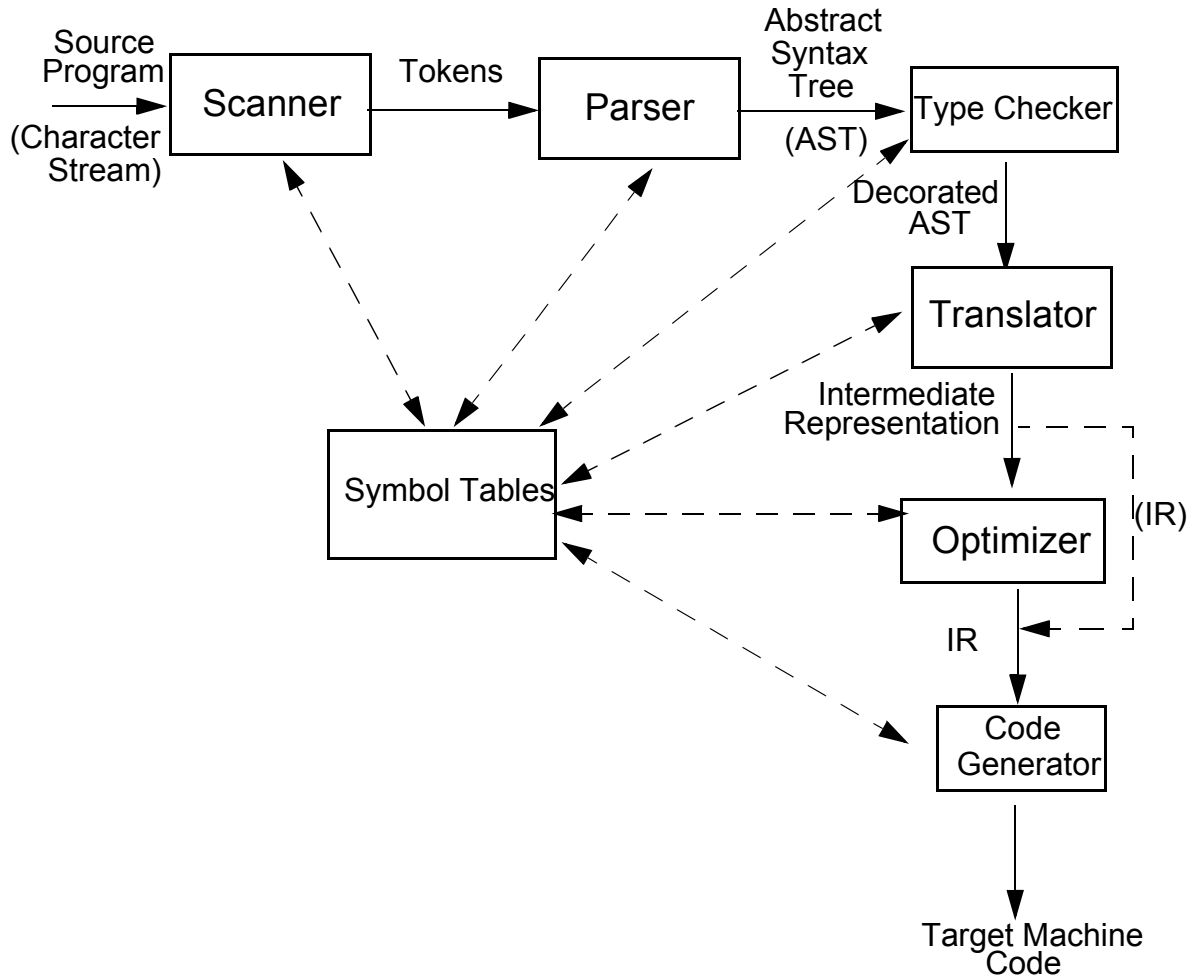 Source
Program
(Character
Stream)
Scanner
Tokens
Parser
Abstract
Syntax
Tree
(AST)
Type Checker
Decorated
AST
Translator
Intermediate
Representation
Symbol Tables
(IR)
Optimizer
IR
Code
Generator
Target Machine
Code